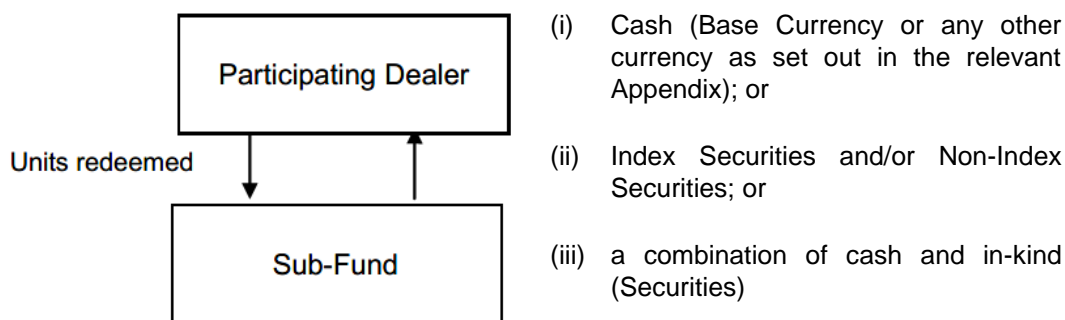 Participating Dealer
Units redeemed
Sub-Fund
(i) Cash (Base Currency or any other
currency as set out in the relevant
Appendix); or
(ii) Index Securities and/or Non-Index
Securities; or
(iii) a combination of cash and in-kind
(Securities)